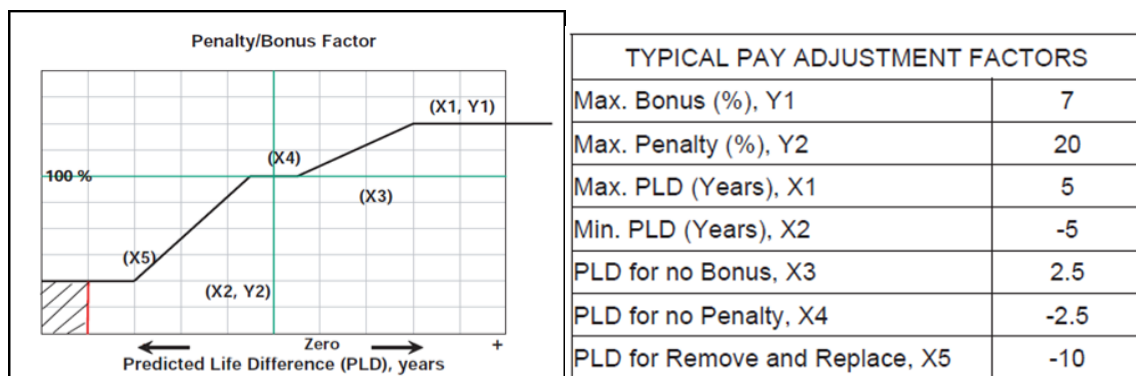 Penalty/Bonus Factor
(X1, Y1)
(X4)
100 %
(X3)
(X5)
(X2, Y2)
Zero +
Predicted Life Difference (PLD), years
TYPICAL PAY ADJUSTMENT FACTORS
Max. Bonus (%), Y1 7
Max. Penalty (%), Y2 20
Max. PLD (Years), X1 5
Min. PLD (Years), X2 -5
PLD for no Bonus, X3 2.5
PLD for no Penalty, X4 -2.5
PLD for Remove and Replace, X5 -10